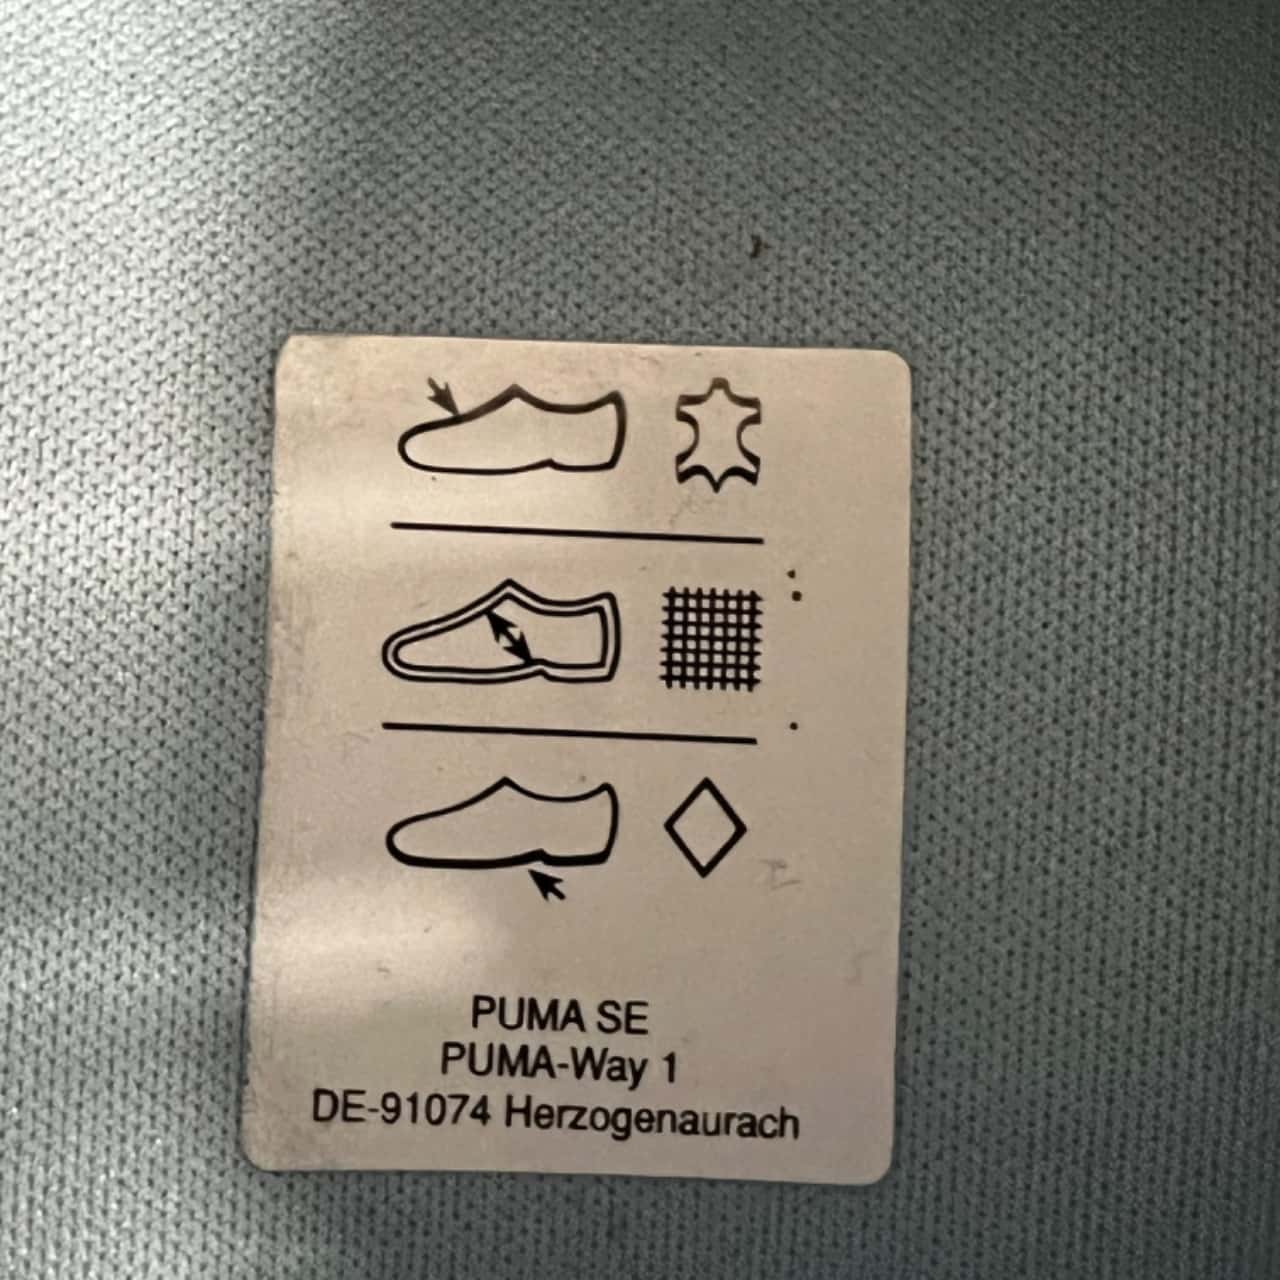 PUMA SE
PUMA-Way 1
DE-91074 Herzogenaurach